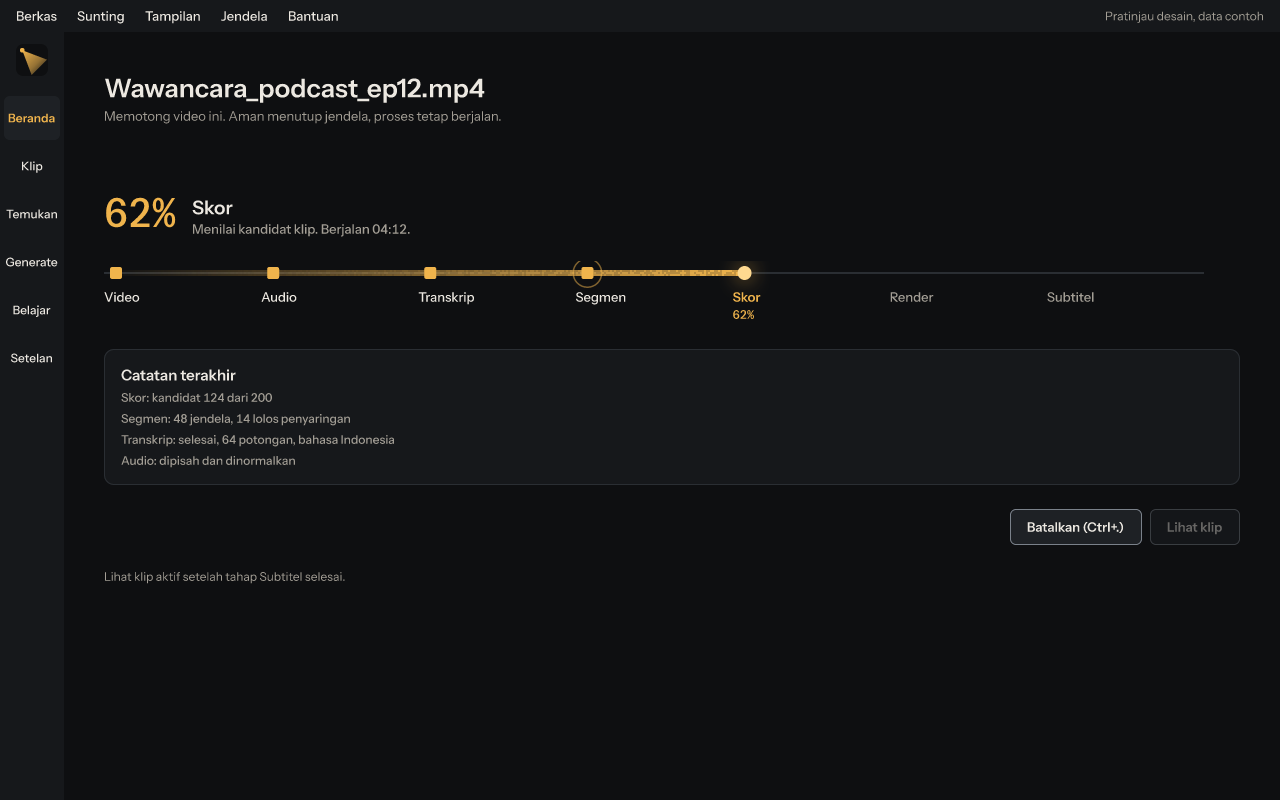 Berkas Sunting Tampilan Jendela Bantuan Pratinjau desain, data contoh
Beranda
Klip
Temukan
Generate
Belajar
Setelan
Wawancara_podcast_ep12.mp4
Memotong video ini. Aman menutup jendela, proses tetap berjalan.
62% Skor
Menilai kandidat klip. Berjalan 04:12.
Video Audio Transkrip Segmen Skor Render Subtitel
62%
Catatan terakhir
Skor: kandidat 124 dari 200
Segmen: 48 jendela, 14 lolos penyaringan
Transkrip: selesai, 64 potongan, bahasa Indonesia
Audio: dipisah dan dinormalkan
Batalkan (Ctrl+.) Lihat klip
Lihat klip aktif setelah tahap Subtitel selesai.